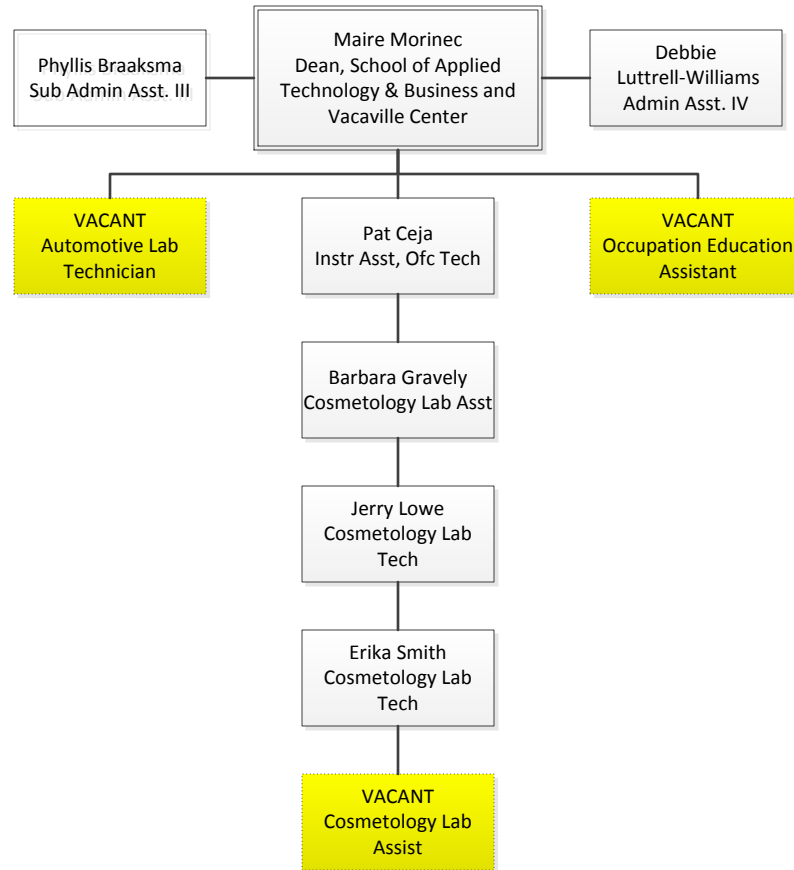 Phyllis Braaksma
Sub Admin Asst. III
Maire Morinec
Dean, School of Applied
Technology & Business and
Vacaville Center
Debbie
Luttrell-Williams
Admin Asst. IV
VACANT
Automotive Lab
Technician
Pat Ceja
Instr Asst, Ofc Tech
VACANT
Occupation Education
Assistant
Barbara Gravely
Cosmetology Lab Asst
Jerry Lowe
Cosmetology Lab
Tech
Erika Smith
Cosmetology Lab
Tech
VACANT
Cosmetology Lab
Assist